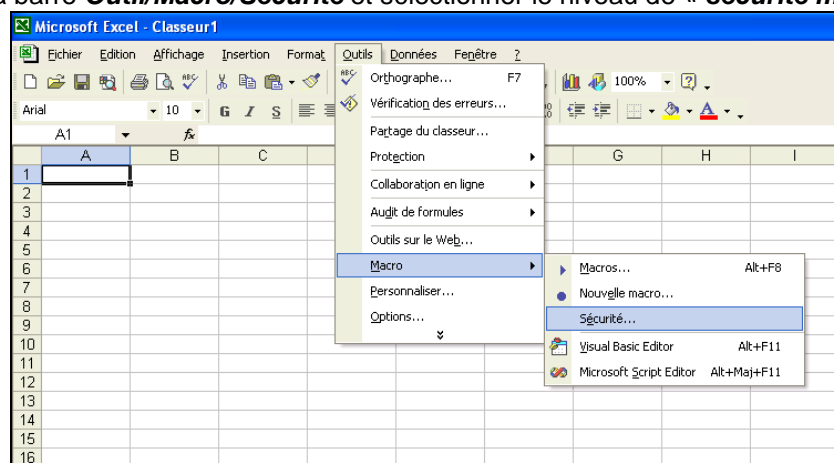 a barre Outil/Macro/Sécurité et sélectionner le niveau de «
Microsoft Excel - Classeur1
Fichier Edition Affichage Insertion Format Outils Données Fenêtre ?
100%
Arial 10 G I S
A1 fx
A B C G H I
1
2
3
4
5
6
7
8
9
10
11
12
13
14
15
16
Orthographe... F7
Vérification des erreurs...
Partage du classeur...
Protection
Collaboration en ligne
Audit de formules
Outils sur le Web...
Macro
Personnaliser...
Options...
Macros... Alt+F8
Nouvelle macro...
Sécurité...
Visual Basic Editor Alt+F11
Microsoft Script Editor Alt+Maj+F11